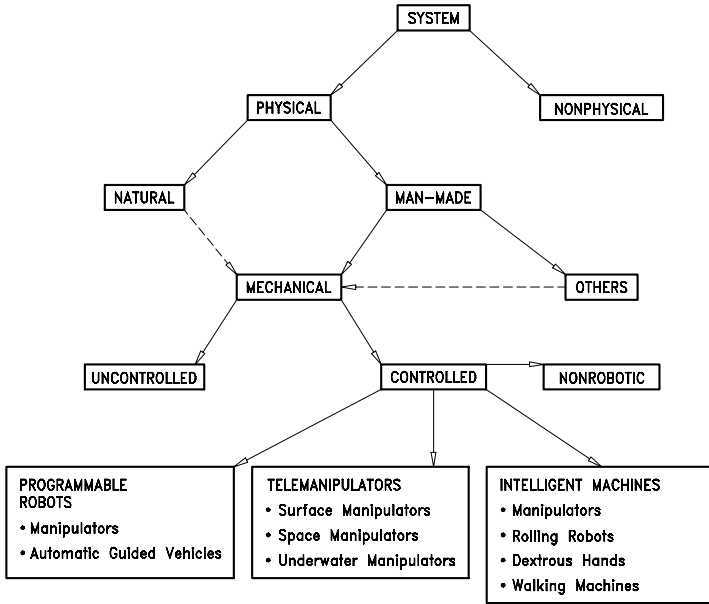 SYSTEM
PHYSICAL
NONPHYSICAL
NATURAL
MAN-MADE
MECHANICAL
OTHERS
UNCONTROLLED
CONTROLLED
NONROBOTIC
PROGRAMMABLE
ROBOTS
• Manipulators
• Automatic Guided Vehicles
TELEMANIPULATORS
• Surface Manipulators
• Space Manipulators
• Underwater Manipulators
INTELLIGENT MACHINES
• Manipulators
• Rolling Robots
• Dextrous Hands
• Walking Machines